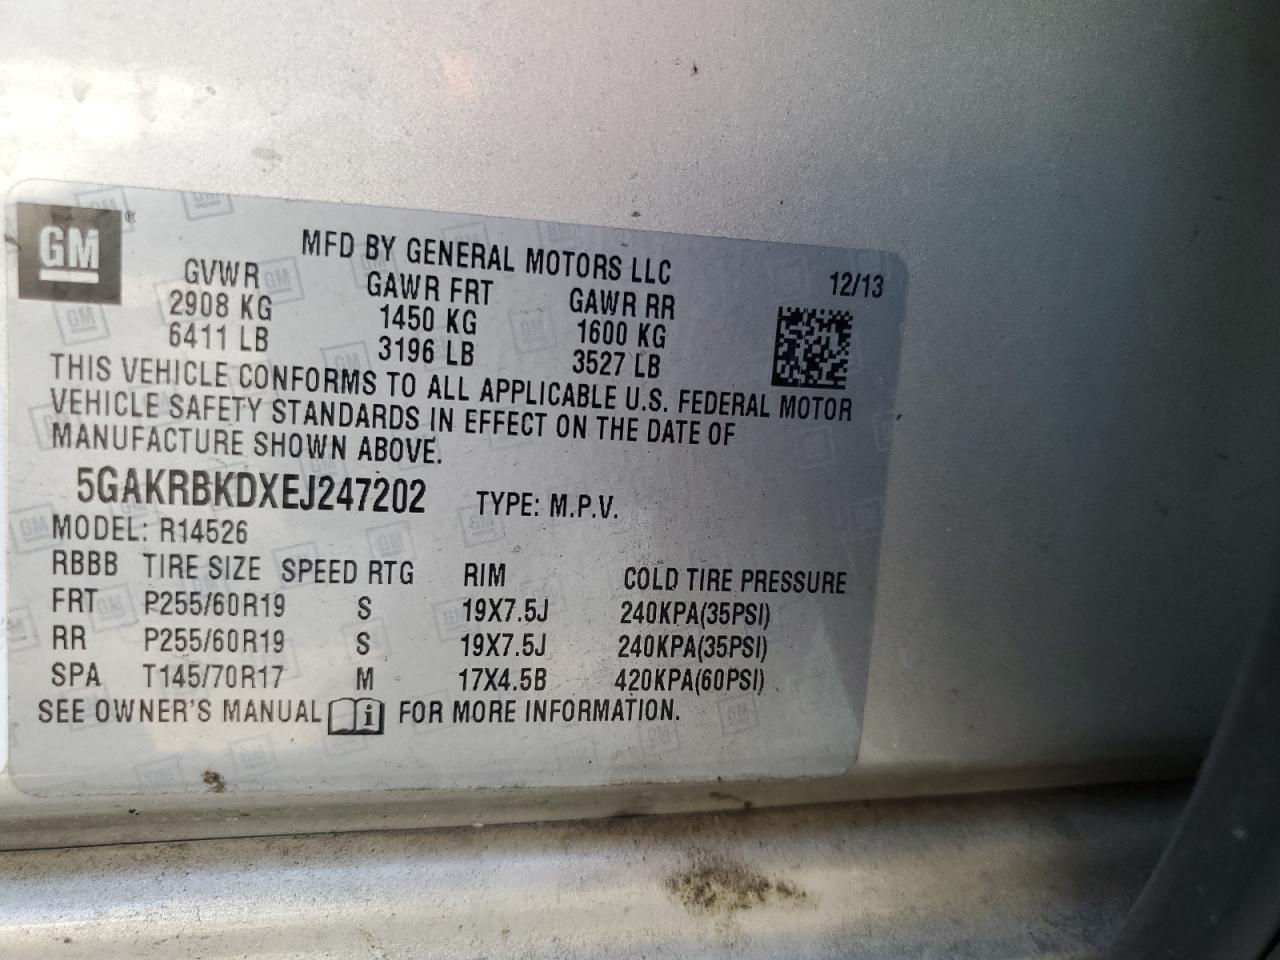 GM ®
MFD BY GENERAL MOTORS LLC 12/13
GVWR GAWR FRT GAWR RR
2908 KG 1450 KG 1600 KG
6411 LB 3196 LB 3527 LB
THIS VEHICLE CONFORMS TO ALL APPLICABLE U.S. FEDERAL MOTOR
VEHICLE SAFETY STANDARDS IN EFFECT ON THE DATE OF
MANUFACTURE SHOWN ABOVE.
5GAKRBKDXEJ247202 TYPE: M.P.V.
MODEL: R14526
RBBB TIRE SIZE SPEED RTG RIM COLD TIRE PRESSURE
FRT P255/60R19 S 19X7.5J 240KPA(35PSI)
RR P255/60R19 S 19X7.5J 240KPA(35PSI)
SPA T145/70R17 M 17X4.5B 420KPA(60PSI)
SEE OWNER'S MANUAL i FOR MORE INFORMATION.